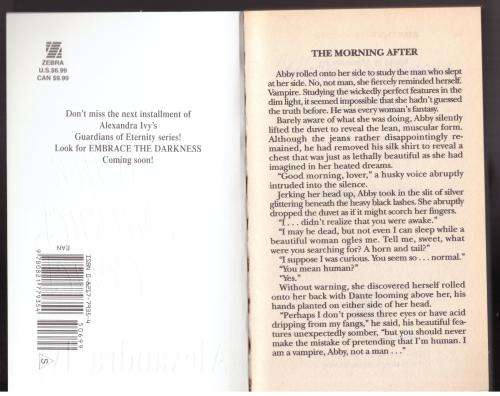 ZEBRA
U.S.$6.99
CAN $8.99
Don't miss the next installment of
Alexandra Ivy's
Guardians of Eternity series!
Look for EMBRACE THE DARKNESS
Coming soon!
EAN
ISBN 0-8217-7935-4
50699
S
THE MORNING AFTER
Abby rolled onto her side to study the man who slept
at her side. No, not man, she fiercely reminded herself.
Vampire. Studying the wickedly perfect features in the
dim light, it seemed impossible that she hadn't guessed
the truth before. He was every woman's fantasy.
Barely aware of what she was doing, Abby silently
lifted the duvet to reveal the lean, muscular form.
Although the jeans rather disappointingly re-
mained, he had removed his silk shirt to reveal a
chest that was just as lethally beautiful as she had
imagined in her heated dreams.
"Good morning, lover," a husky voice abruptly
intruded into the silence.
Jerking her head up, Abby took in the slit of silver
glittering beneath the heavy black lashes. She abruptly
dropped the duvet as if it might scorch her fingers.
"I . . . didn't realize that you were awake."
"I may be dead, but not even I can sleep while a
beautiful woman ogles me. Tell me, sweet, what
were you searching for? A horn and tail?"
"I suppose I was curious. You seem so . . . normal."
"You mean human?"
"Yes."
Without warning, she discovered herself rolled
onto her back with Dante looming above her, his
hands planted on either side of her head.
"Perhaps I don't possess three eyes or have acid
dripping from my fangs," he said, his beautiful fea-
tures unexpectedly somber, "but you should never
make the mistake of pretending that I'm human. I
am a vampire, Abby, not a man . . ."